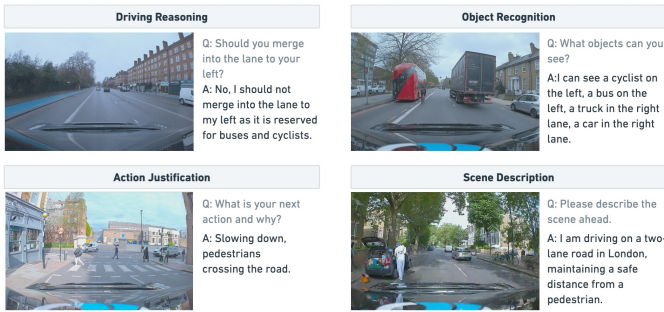 Driving Reasoning
Q: Should you merge
into the lane to your
left?
A: No, I should not
merge into the lane to
my left as it is reserved
for buses and cyclists.
Object Recognition
Q: What objects can you
see?
A:I can see a cyclist on
the left, a bus on the
left, a truck in the right
lane, a car in the right
lane.
Action Justification
Q: What is your next
action and why?
A: Slowing down,
pedestrians
crossing the road.
Scene Description
Q: Please describe the
scene ahead.
A: I am driving on a two-
lane road in London,
maintaining a safe
distance from a
pedestrian.